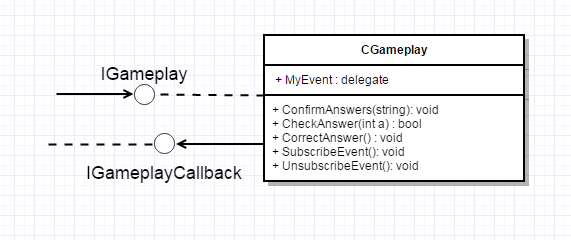 CGameplay
IGameplay
+ MyEvent : delegate
+ ConfirmAnswers(string): void
+ CheckAnswer(int a) : bool
+ CorrectAnswer() : void
+ SubscribeEvent(): void
+ UnsubscribeEvent(): void
IGameplayCallback